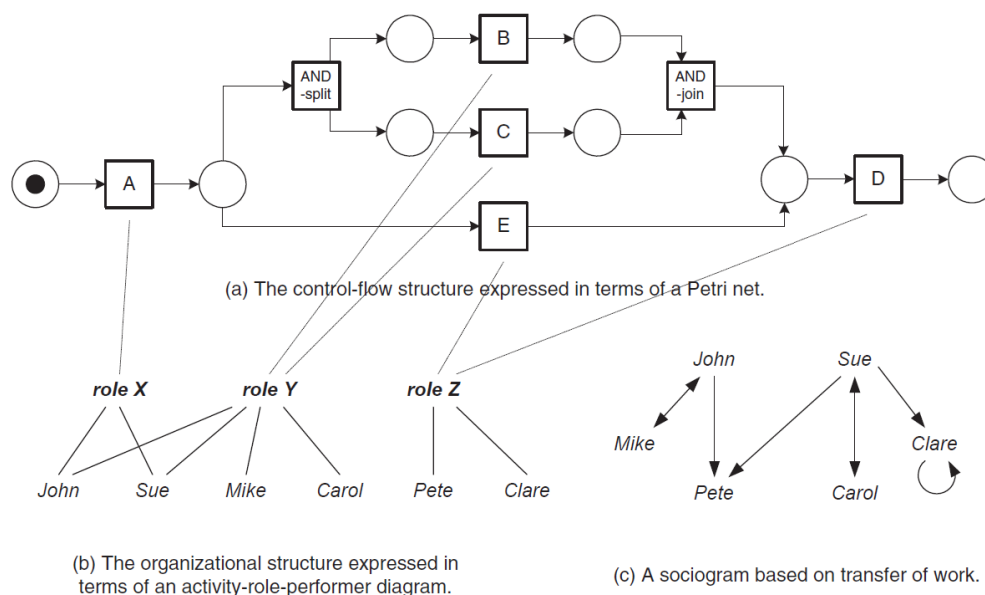 B
AND
-split
AND
-join
C
A
D
E
(a) The control-flow structure expressed in terms of a Petri net.
John Sue
role X role Y role Z
Mike Clare
John Sue Mike Carol Pete Clare
Pete Carol
(b) The organizational structure expressed in
terms of an activity-role-performer diagram.
(c) A sociogram based on transfer of work.